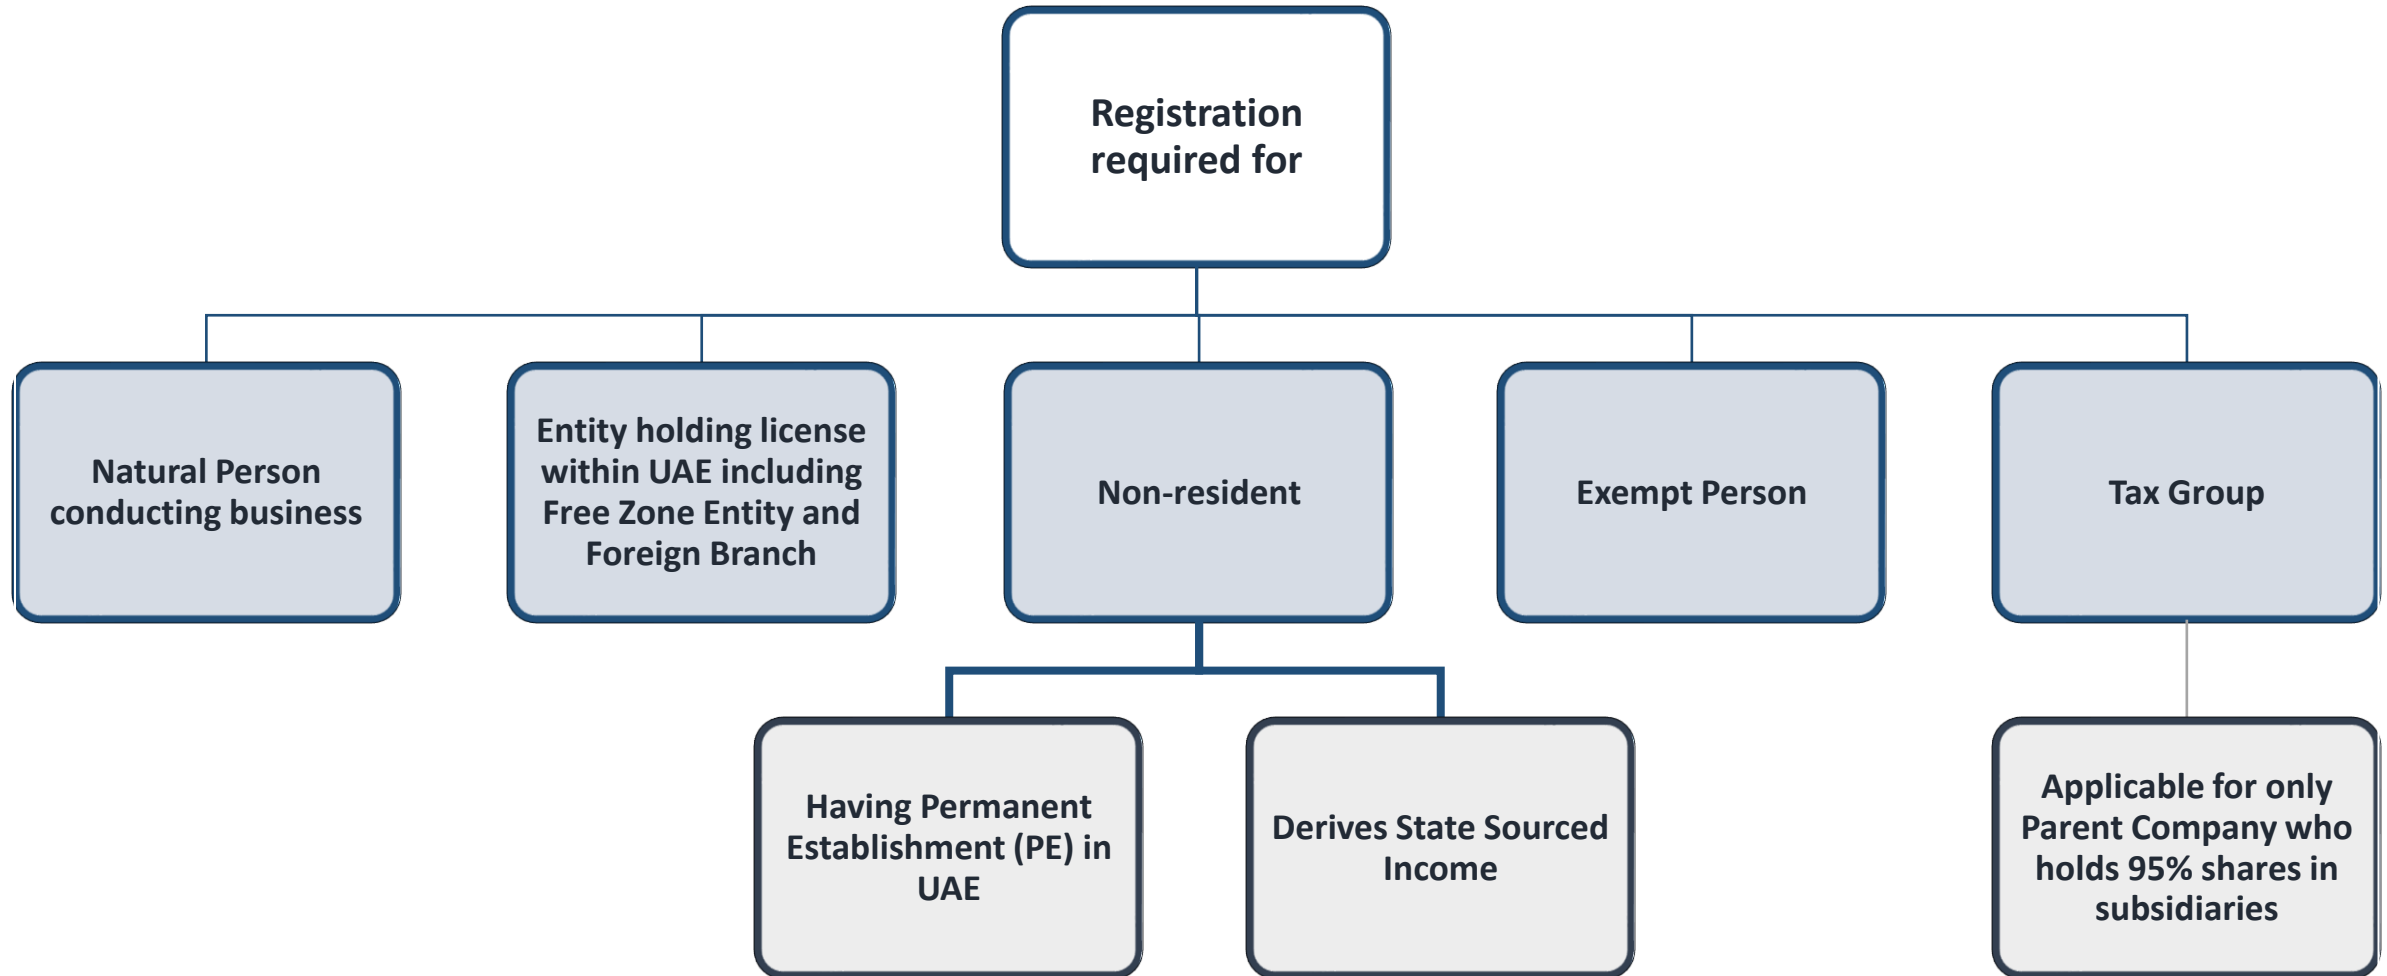 Registration
required for
Natural Person
conducting business
Entity holding license
within UAE including
Free Zone Entity and
Foreign Branch
Non-resident
Exempt Person
Tax Group
Having Permanent
Establishment (PE) in
UAE
Derives State Sourced
Income
Applicable for only
Parent Company who
holds 95% shares in
subsidiaries